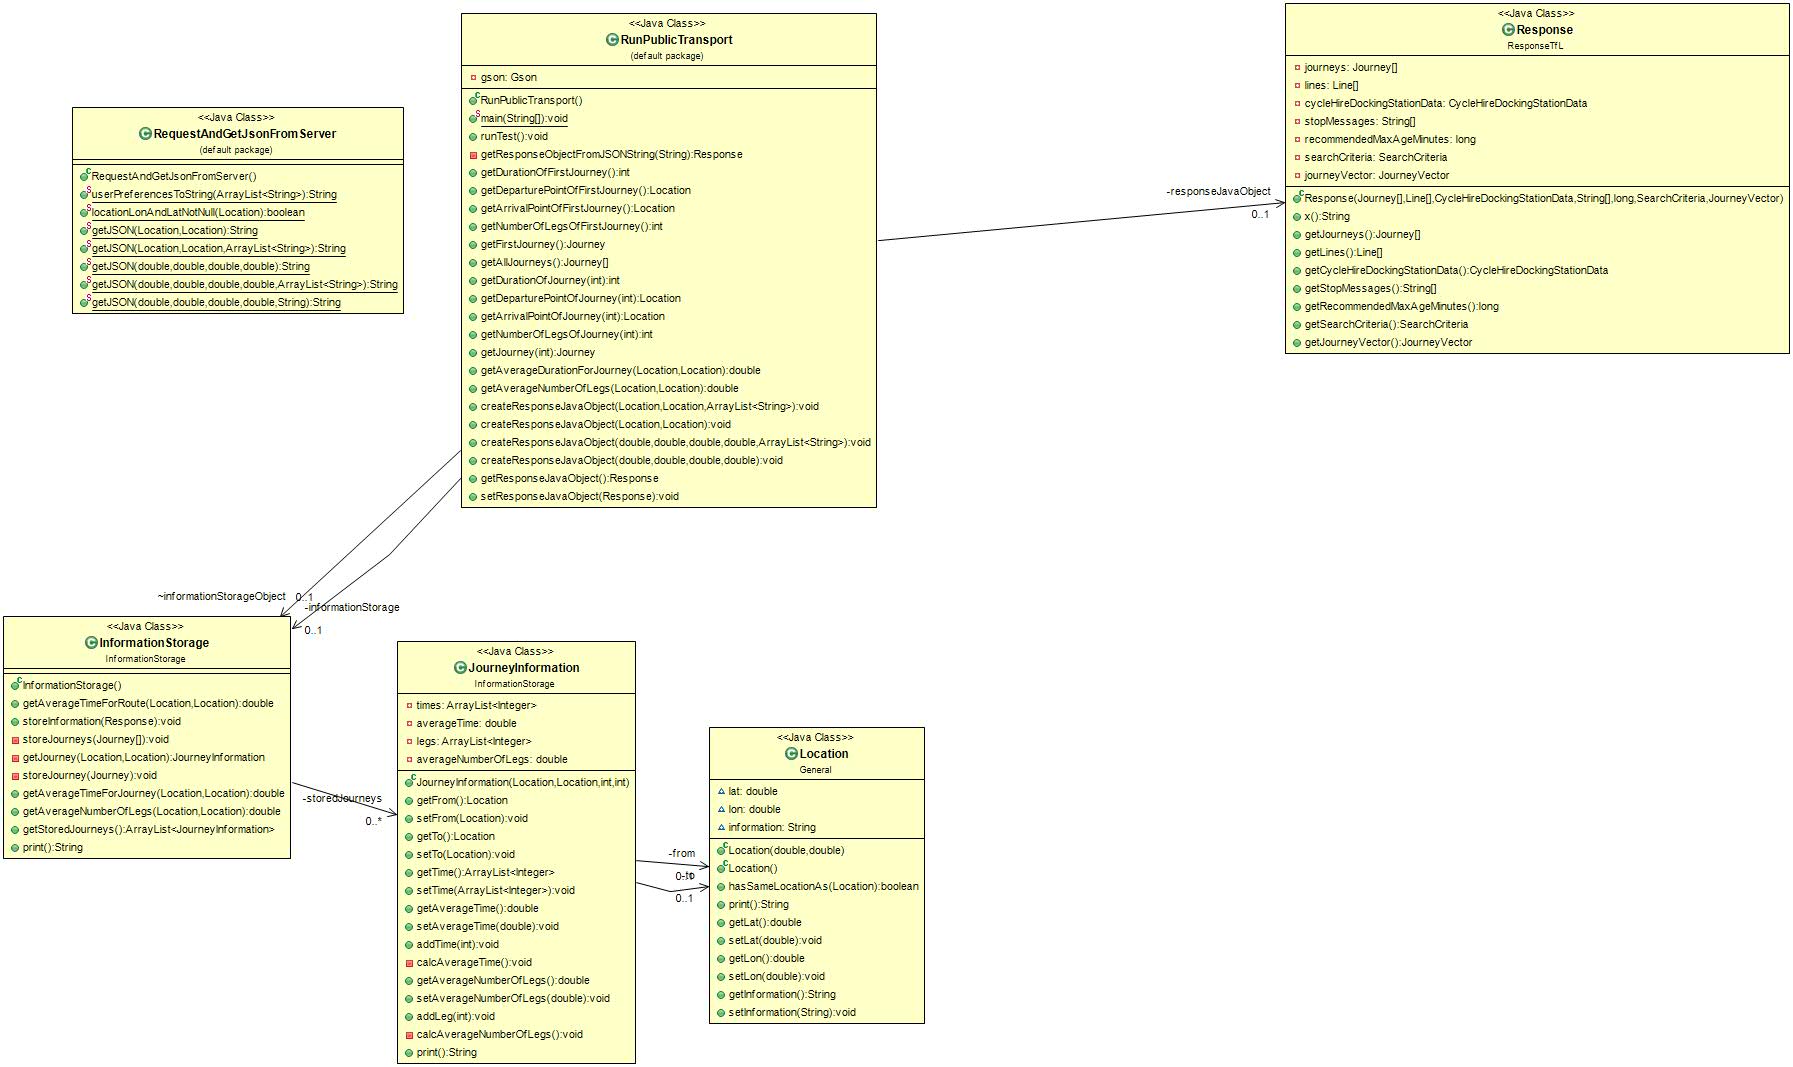 <<Java Class>>
RequestAndGetJsonFromServer
(default package)
RequestAndGetJsonFromServer()
userPreferencesToString(ArrayList<String>):String
locationLonAndLatNotNull(Location):boolean
getJSON(Location,Location):String
getJSON(Location,Location,ArrayList<String>):String
getJSON(double,double,double,double):String
getJSON(double,double,double,double,ArrayList<String>):String
getJSON(double,double,double,double,String):String
<<Java Class>>
RunPublicTransport
(default package)
gson: Gson
RunPublicTransport()
main(String[]):void
runTest():void
getResponseObjectFromJSONString(String):Response
getDurationOfFirstJourney():int
getDeparturePointOfFirstJourney():Location
getArrivalPointOfFirstJourney():Location
getNumberOfLegsOfFirstJourney():int
getFirstJourney():Journey
getAllJourneys():Journey[]
getDurationOfJourney(int):int
getDeparturePointOfJourney(int):Location
getArrivalPointOfJourney(int):Location
getNumberOfLegsOfJourney(int):int
getJourney(int):Journey
getAverageDurationForJourney(Location,Location):double
getAverageNumberOfLegs(Location,Location):double
createResponseJavaObject(Location,Location,ArrayList<String>):void
createResponseJavaObject(Location,Location):void
createResponseJavaObject(double,double,double,double,ArrayList<String>):void
createResponseJavaObject(double,double,double,double):void
getResponseJavaObject():Response
setResponseJavaObject(Response):void
-responseJavaObject
0..1
<<Java Class>>
Response
ResponseTfL
journeys: Journey[]
lines: Line[]
cycleHireDockingStationData: CycleHireDockingStationData
stopMessages: String[]
recommendedMaxAgeMinutes: long
searchCriteria: SearchCriteria
journeyVector: JourneyVector
Response(Journey[],Line[],CycleHireDockingStationData,String[],long,SearchCriteria,JourneyVector)
x():String
getJourneys():Journey[]
getLines():Line[]
getCycleHireDockingStationData():CycleHireDockingStationData
getStopMessages():String[]
getRecommendedMaxAgeMinutes():long
getSearchCriteria():SearchCriteria
getJourneyVector():JourneyVector
~informationStorageObject
0..1
-informationStorage
0..1
<<Java Class>>
InformationStorage
InformationStorage
InformationStorage()
getAverageTimeForRoute(Location,Location):double
storeInformation(Response):void
storeJourneys(Journey[]):void
getJourney(Location,Location):JourneyInformation
storeJourney(Journey):void
getAverageTimeForJourney(Location,Location):double
getAverageNumberOfLegs(Location,Location):double
getStoredJourneys():ArrayList<JourneyInformation>
print():String
-storedJourneys
0..*
<<Java Class>>
JourneyInformation
InformationStorage
times: ArrayList<Integer>
averageTime: double
legs: ArrayList<Integer>
averageNumberOfLegs: double
JourneyInformation(Location,Location,int,int)
getFrom():Location
setFrom(Location):void
getTo():Location
setTo(Location):void
getTime():ArrayList<Integer>
setTime(ArrayList<Integer>):void
getAverageTime():double
setAverageTime(double):void
addTime(int):void
calcAverageTime():void
getAverageNumberOfLegs():double
setAverageNumberOfLegs(double):void
addLeg(int):void
calcAverageNumberOfLegs():void
print():String
-from
0..1
-to
0..1
<<Java Class>>
Location
General
lat: double
lon: double
information: String
Location(double,double)
Location()
hasSameLocationAs(Location):boolean
print():String
getLat():double
setLat(double):void
getLon():double
setLon(double):void
getInformation():String
setInformation(String):void